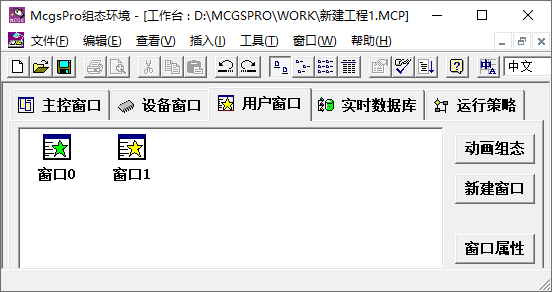 McgsPro组态环境 - [工作台 : D:\MCGSPRO\WORK\新建工程1.MCP]
文件(F) 编辑(E) 查看(V) 插入(I) 工具(T) 窗口(W) 帮助(H)
中文
主控窗口 设备窗口 用户窗口 实时数据库 运行策略
窗口0 窗口1
动画组态
新建窗口
窗口属性